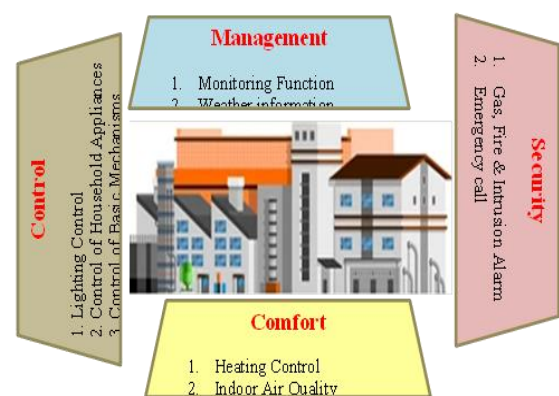 Management
1. Monitoring Function
2. Weather information
Control
1. Lighting Control
2. Control of Household Appliances
3 Control of Basic Mechanisms
Security
1. Gas, Fire & Intrusion Alarm
2. Emergency call
Comfort
1. Heating Control
2. Indoor Air Quality